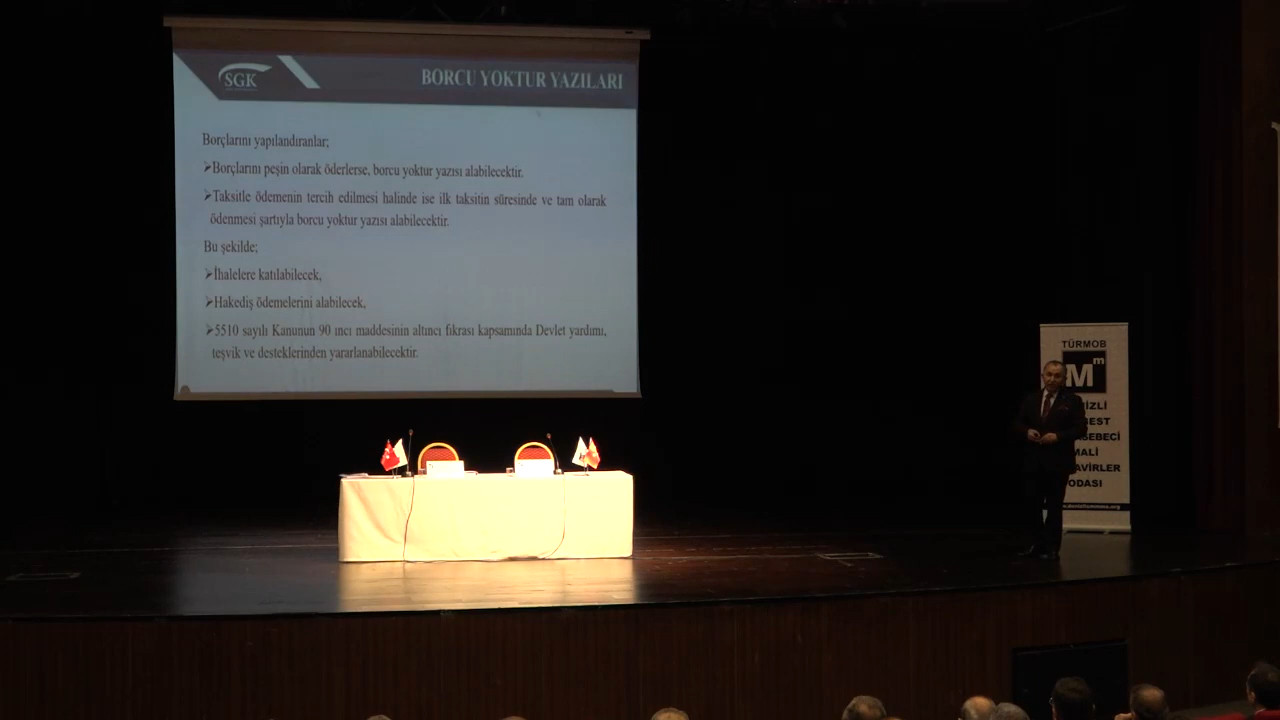 SGK
BORCU YOKTUR YAZILARI
Borçlarını yapılandıranlar;
➢Borçlarını peşin olarak öderlerse, borcu yoktur yazısı alabilecektir.
➢Taksitle ödemenin tercih edilmesi halinde ise ilk taksitin süresinde ve tam olarak
ödenmesi şartıyla borcu yoktur yazısı alabilecektir.
Bu şekilde;
➢İhalelere katılabilecek,
➢Hakediş ödemelerini alabilecek,
➢5510 sayılı Kanunun 90 ıncı maddesinin altıncı fıkrası kapsamında Devlet yardımı,
teşvik ve desteklerinden yararlanabilecektir.
TÜRMOB
Mm
İZLİ
BEST
ASEBECİ
MALİ
AVİRLER
ODASI